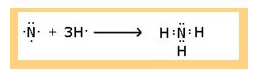 ·N̈· + 3H· ⟶ H:N̈:H
H